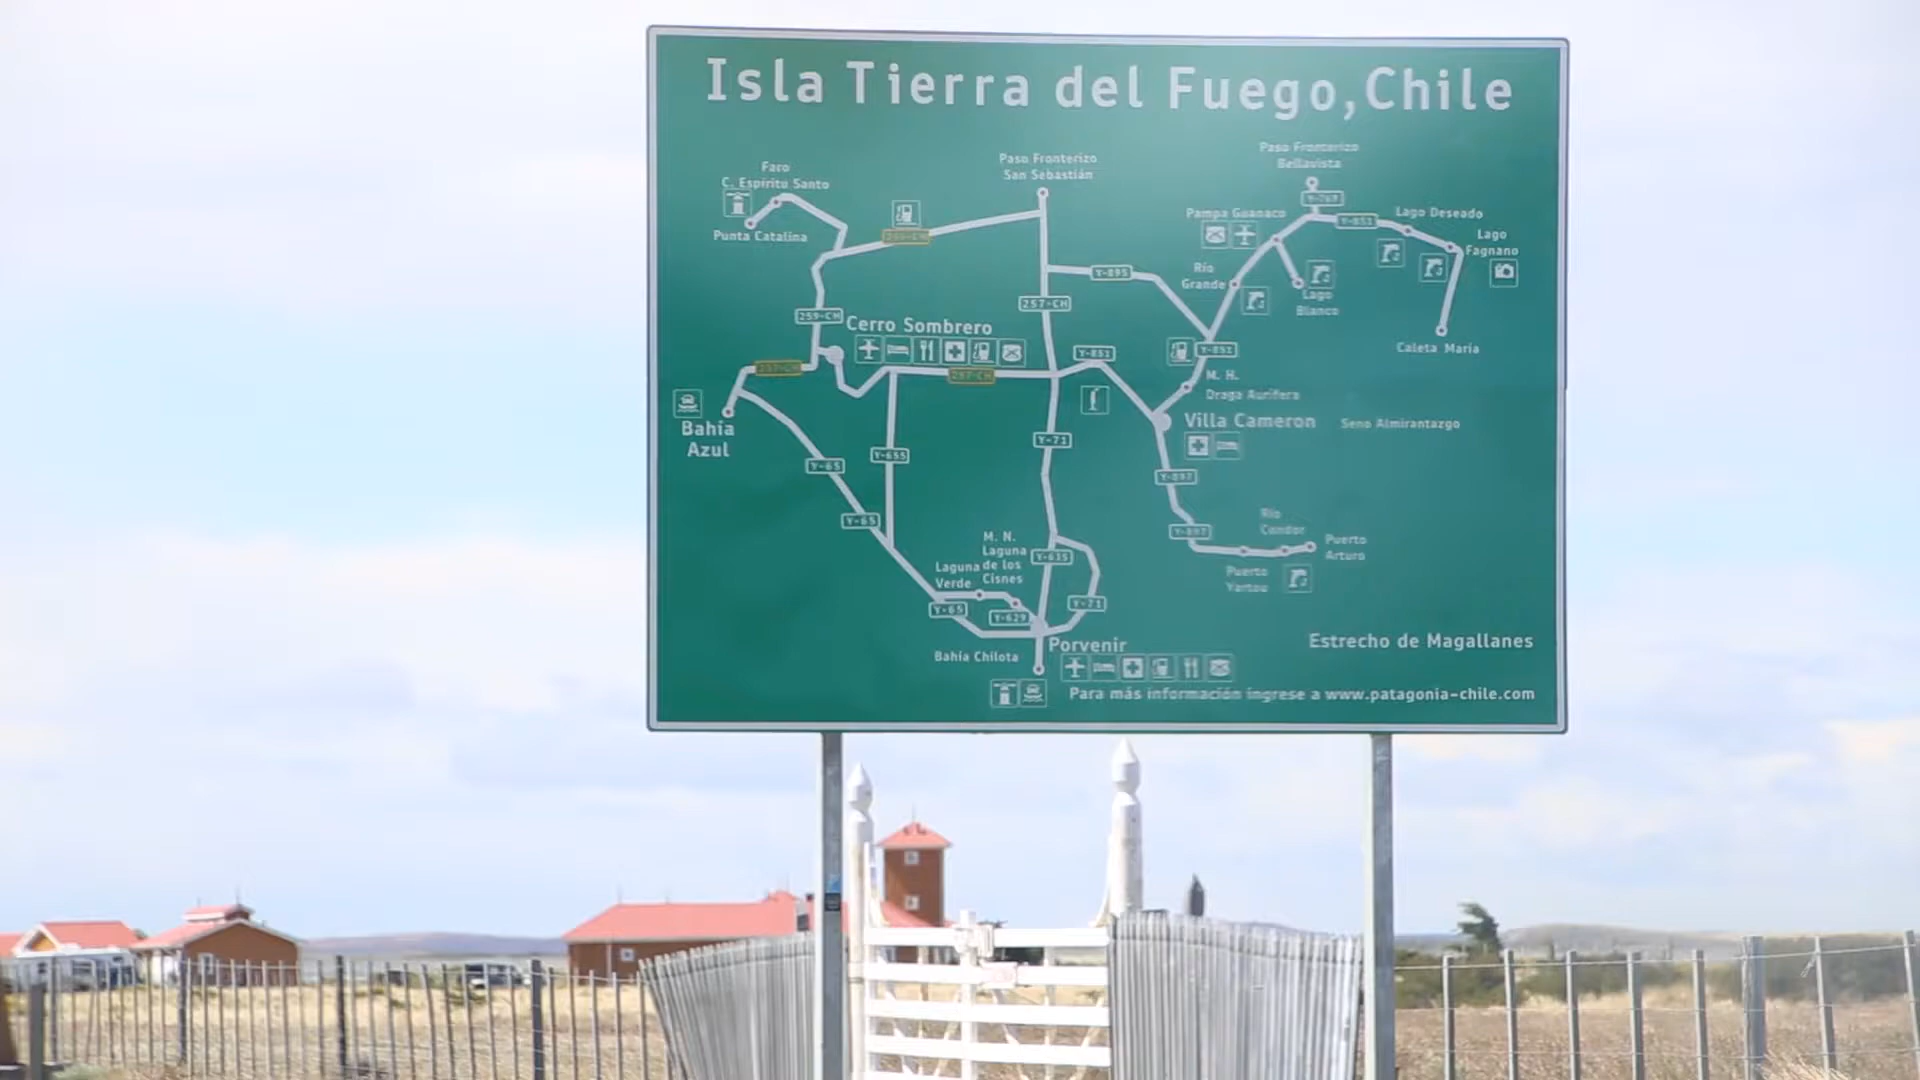 Isla Tierra del Fuego, Chile
Faro
C. Espíritu Santo
Punta Catalina
Paso Fronterizo
San Sebastián
Paso Fronterizo
Bellavista
Pampa Guanaco
Lago Deseado
Lago
Fagnano
Río
Grande
Lago
Blanco
Caleta María
Y-895
Y-851
257-CH
259-CH
Cerro Sombrero
Y-851
Y-851
257-CH
257-CH
M. H.
Draga Aurífera
Villa Cameron
Seno Almirantazgo
Bahía
Azul
Y-71
Y-655
Y-65
Y-897
Y-65
Y-897
Río
Condor
Puerto
Arturo
Puerto
Yartou
M. N.
Laguna
de los
Cisnes
Laguna
Verde
Y-635
Y-65
Y-629
Y-71
Porvenir
Bahía Chilota
Estrecho de Magallanes
Para más información ingrese a www.patagonia-chile.com